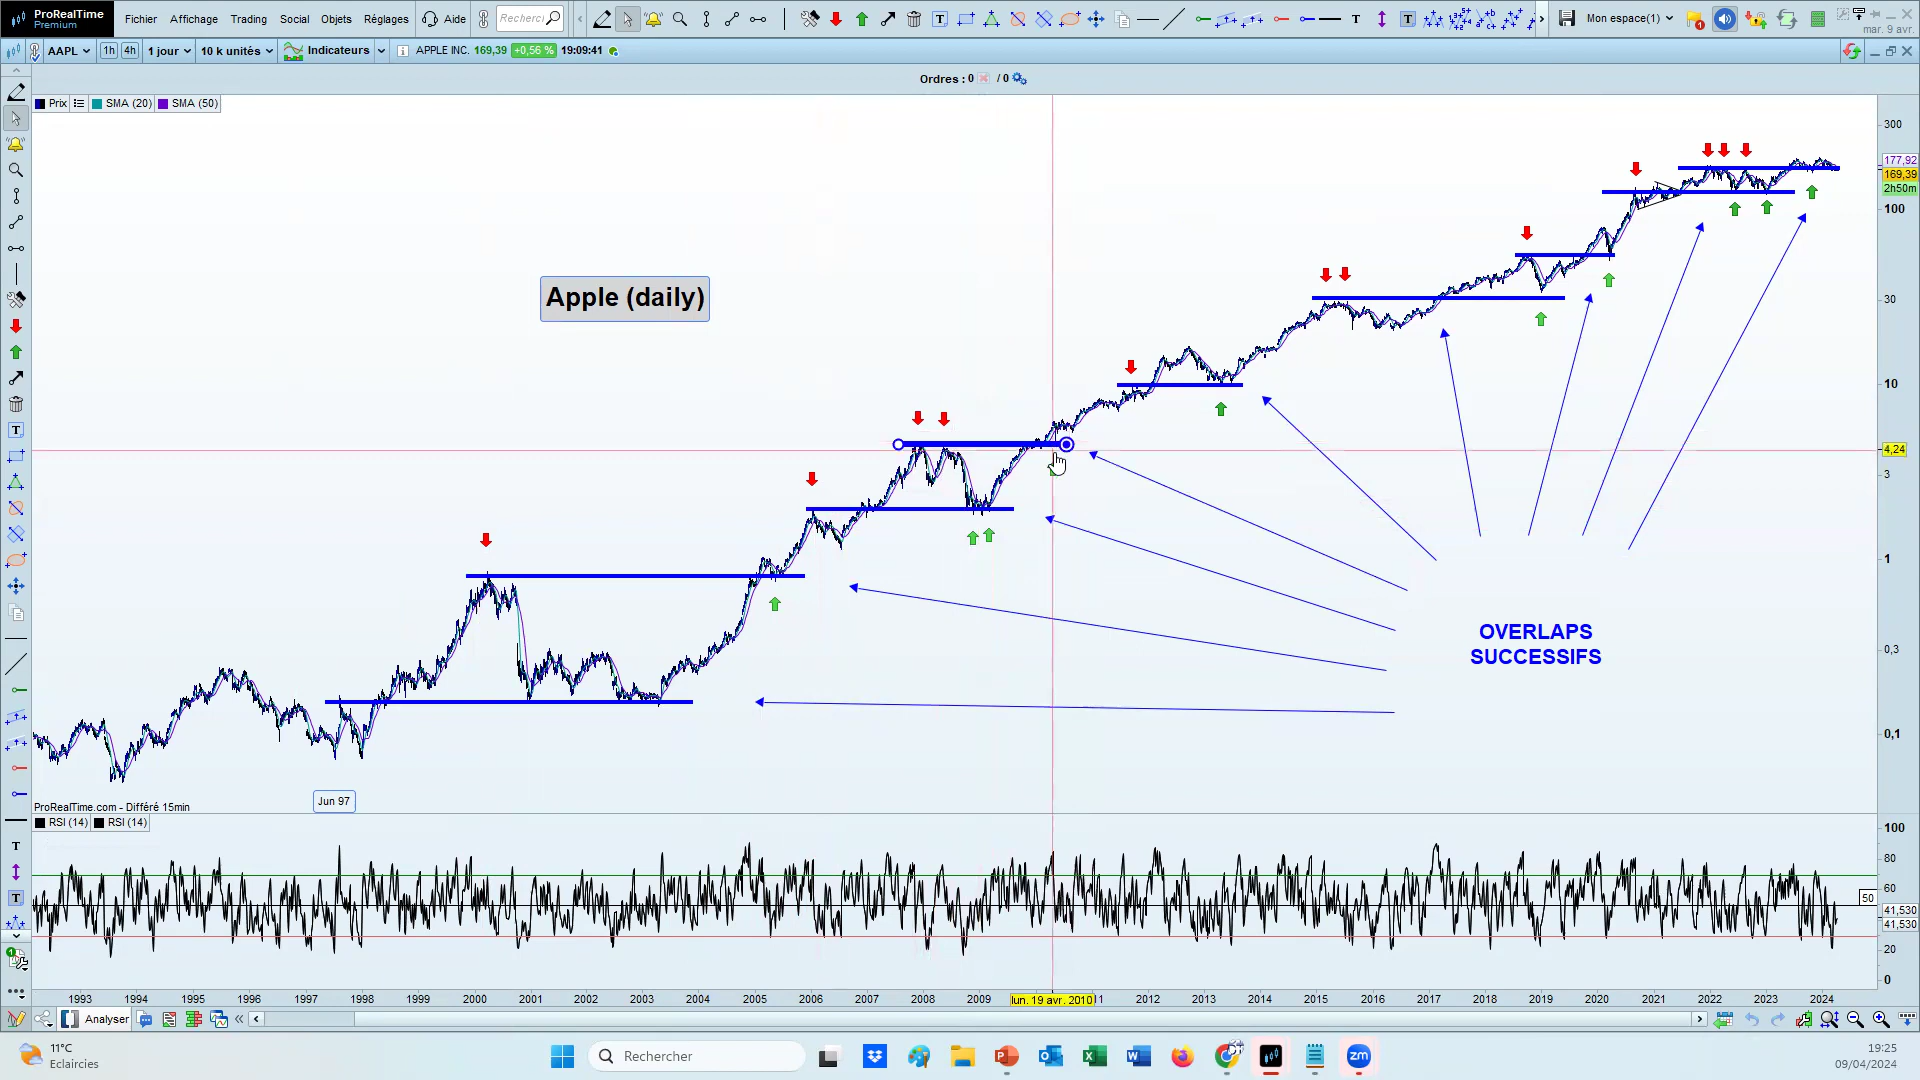 ProRealTime
Premium
Fichier Affichage Trading Social Objets Réglages Aide
Mon espace(1)
mar. 9 avr.
AAPL 1h 4h 1 jour 10 k unités Indicateurs APPLE INC. 169,39 +0,56 % 19:09:41
Ordres : 0 / 0
Prix SMA (20) SMA (50)
300
177,92
169,39
2h50m
100
30
10
4,24
3
1
0,3
0,1
Apple (daily)
OVERLAPS
SUCCESSIFS
Jun 97
ProRealTime.com - Différé 15min
RSI (14) RSI (14)
100
80
60
50
41,530
41,530
20
0
1993 1994 1995 1996 1997 1998 1999 2000 2001 2002 2003 2004 2005 2006 2007 2008 2009 lun. 19 avr. 2010 11 2012 2013 2014 2015 2016 2017 2018 2019 2020 2021 2022 2023 2024
Analyser
11°C
Eclaircies
Rechercher
19:25
09/04/2024